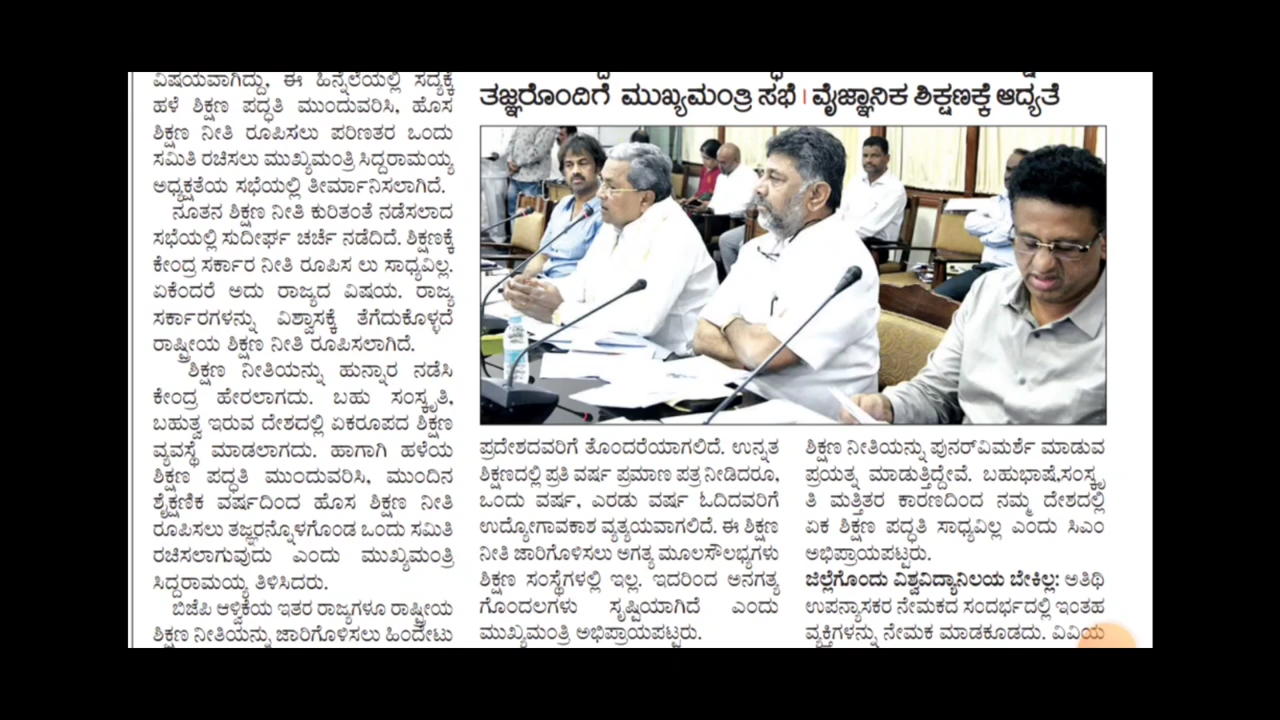 ವಿಷಯವಾಗಿದ್ದು, ಈ ಹಿನ್ನೆಲೆಯಲ್ಲಿ ಸದ್ಯಕ್ಕೆ
ಹಳೆ ಶಿಕ್ಷಣ ಪದ್ಧತಿ ಮುಂದುವರಿಸಿ, ಹೊಸ
ಶಿಕ್ಷಣ ನೀತಿ ರೂಪಿಸಲು ಪರಿಣತರ ಒಂದು
ಸಮಿತಿ ರಚಿಸಲು ಮುಖ್ಯಮಂತ್ರಿ ಸಿದ್ದರಾಮಯ್ಯ
ಅಧ್ಯಕ್ಷತೆಯ ಸಭೆಯಲ್ಲಿ ತೀರ್ಮಾನಿಸಲಾಗಿದೆ.
ನೂತನ ಶಿಕ್ಷಣ ನೀತಿ ಕುರಿತಂತೆ ನಡೆಸಲಾದ
ಸಭೆಯಲ್ಲಿ ಸುದೀರ್ಘ ಚರ್ಚೆ ನಡೆದಿದೆ. ಶಿಕ್ಷಣಕ್ಕೆ
ಕೇಂದ್ರ ಸರ್ಕಾರ ನೀತಿ ರೂಪಿಸ ಲು ಸಾಧ್ಯವಿಲ್ಲ.
ಏಕೆಂದರೆ ಅದು ರಾಜ್ಯದ ವಿಷಯ. ರಾಜ್ಯ
ಸರ್ಕಾರಗಳನ್ನು ವಿಶ್ವಾಸಕ್ಕೆ ತೆಗೆದುಕೊಳ್ಳದೆ
ರಾಷ್ಟ್ರೀಯ ಶಿಕ್ಷಣ ನೀತಿ ರೂಪಿಸಲಾಗಿದೆ.
ಶಿಕ್ಷಣ ನೀತಿಯನ್ನು ಹುನ್ನಾರ ನಡೆಸಿ
ಕೇಂದ್ರ ಹೇರಲಾಗದು. ಬಹು ಸಂಸ್ಕೃತಿ,
ಬಹುತ್ವ ಇರುವ ದೇಶದಲ್ಲಿ ಏಕರೂಪದ ಶಿಕ್ಷಣ
ವ್ಯವಸ್ಥೆ ಮಾಡಲಾಗದು. ಹಾಗಾಗಿ ಹಳೆಯ
ಶಿಕ್ಷಣ ಪದ್ಧತಿ ಮುಂದುವರಿಸಿ, ಮುಂದಿನ
ಶೈಕ್ಷಣಿಕ ವರ್ಷದಿಂದ ಹೊಸ ಶಿಕ್ಷಣ ನೀತಿ
ರೂಪಿಸಲು ತಜ್ಞರನ್ನೊಳಗೊಂಡ ಒಂದು ಸಮಿತಿ
ರಚಿಸಲಾಗುವುದು ಎಂದು ಮುಖ್ಯಮಂತ್ರಿ
ಸಿದ್ದರಾಮಯ್ಯ ತಿಳಿಸಿದರು.
ಬಿಜೆಪಿ ಆಳ್ವಿಕೆಯ ಇತರ ರಾಜ್ಯಗಳೂ ರಾಷ್ಟ್ರೀಯ
ಶಿಕ್ಷಣ ನೀತಿಯನ್ನು ಜಾರಿಗೊಳಿಸಲು ಹಿಂದೇಟು
ತಜ್ಞರೊಂದಿಗೆ ಮುಖ್ಯಮಂತ್ರಿ ಸಭೆ | ವೈಜ್ಞಾನಿಕ ಶಿಕ್ಷಣಕ್ಕೆ ಆದ್ಯತೆ
ಪ್ರದೇಶದವರಿಗೆ ತೊಂದರೆಯಾಗಲಿದೆ. ಉನ್ನತ
ಶಿಕ್ಷಣದಲ್ಲಿ ಪ್ರತಿ ವರ್ಷ ಪ್ರಮಾಣ ಪತ್ರ ನೀಡಿದರೂ,
ಒಂದು ವರ್ಷ, ಎರಡು ವರ್ಷ ಓದಿದವರಿಗೆ
ಉದ್ಯೋಗಾವಕಾಶ ವ್ಯತ್ಯಯವಾಗಲಿದೆ. ಈ ಶಿಕ್ಷಣ
ನೀತಿ ಜಾರಿಗೊಳಿಸಲು ಅಗತ್ಯ ಮೂಲಸೌಲಭ್ಯಗಳು
ಶಿಕ್ಷಣ ಸಂಸ್ಥೆಗಳಲ್ಲಿ ಇಲ್ಲ. ಇದರಿಂದ ಅನಗತ್ಯ
ಗೊಂದಲಗಳು ಸೃಷ್ಟಿಯಾಗಿದೆ ಎಂದು
ಮುಖ್ಯಮಂತ್ರಿ ಅಭಿಪ್ರಾಯಪಟ್ಟರು.
ಶಿಕ್ಷಣ ನೀತಿಯನ್ನು ಪುನರ್‌ವಿಮರ್ಶೆ ಮಾಡುವ
ಪ್ರಯತ್ನ ಮಾಡುತ್ತಿದ್ದೇವೆ. ಬಹುಭಾಷೆ,ಸಂಸ್ಕೃ
ತಿ ಮತ್ತಿತರ ಕಾರಣದಿಂದ ನಮ್ಮ ದೇಶದಲ್ಲಿ
ಏಕ ಶಿಕ್ಷಣ ಪದ್ಧತಿ ಸಾಧ್ಯವಿಲ್ಲ ಎಂದು ಸಿಎಂ
ಅಭಿಪ್ರಾಯಪಟ್ಟರು.
ಜಿಲ್ಲೆಗೊಂದು ವಿಶ್ವವಿದ್ಯಾನಿಲಯ ಬೇಕಿಲ್ಲ: ಅತಿಥಿ
ಉಪನ್ಯಾಸಕರ ನೇಮಕದ ಸಂದರ್ಭದಲ್ಲಿ ಇಂತಹ
ವ್ಯಕ್ತಿಗಳನ್ನು ನೇಮಕ ಮಾಡಕೂಡದು. ವಿವಿಯ